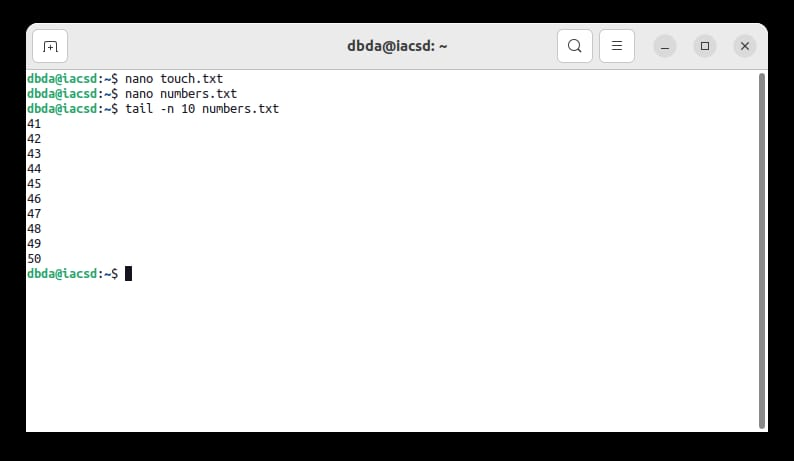 dbda@iacsd: ~
dbda@iacsd:~$ nano touch.txt
dbda@iacsd:~$ nano numbers.txt
dbda@iacsd:~$ tail -n 10 numbers.txt
41
42
43
44
45
46
47
48
49
50
dbda@iacsd:~$